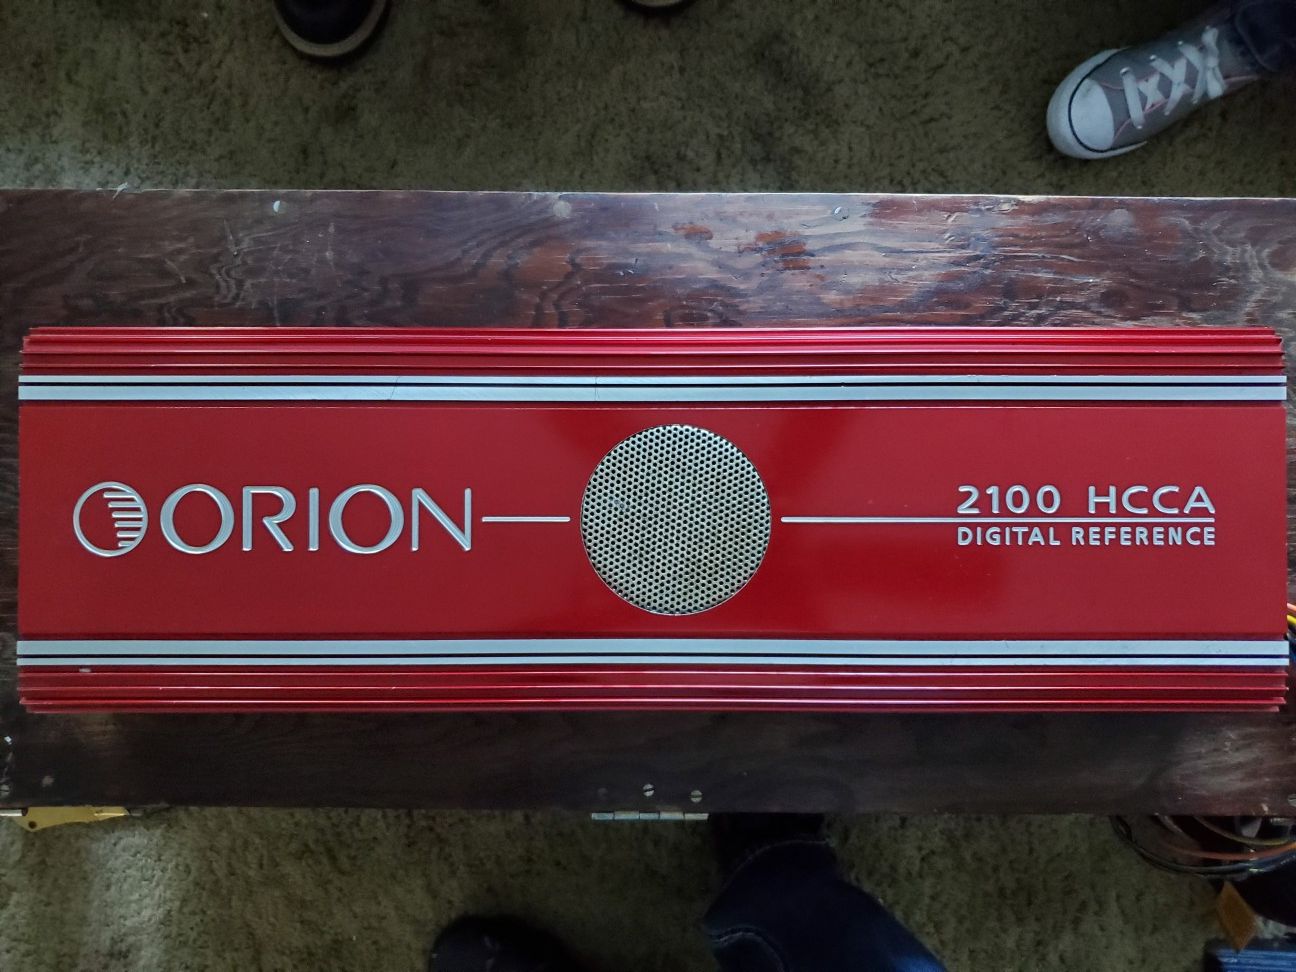 ORION
2100 HCCA
DIGITAL REFERENCE